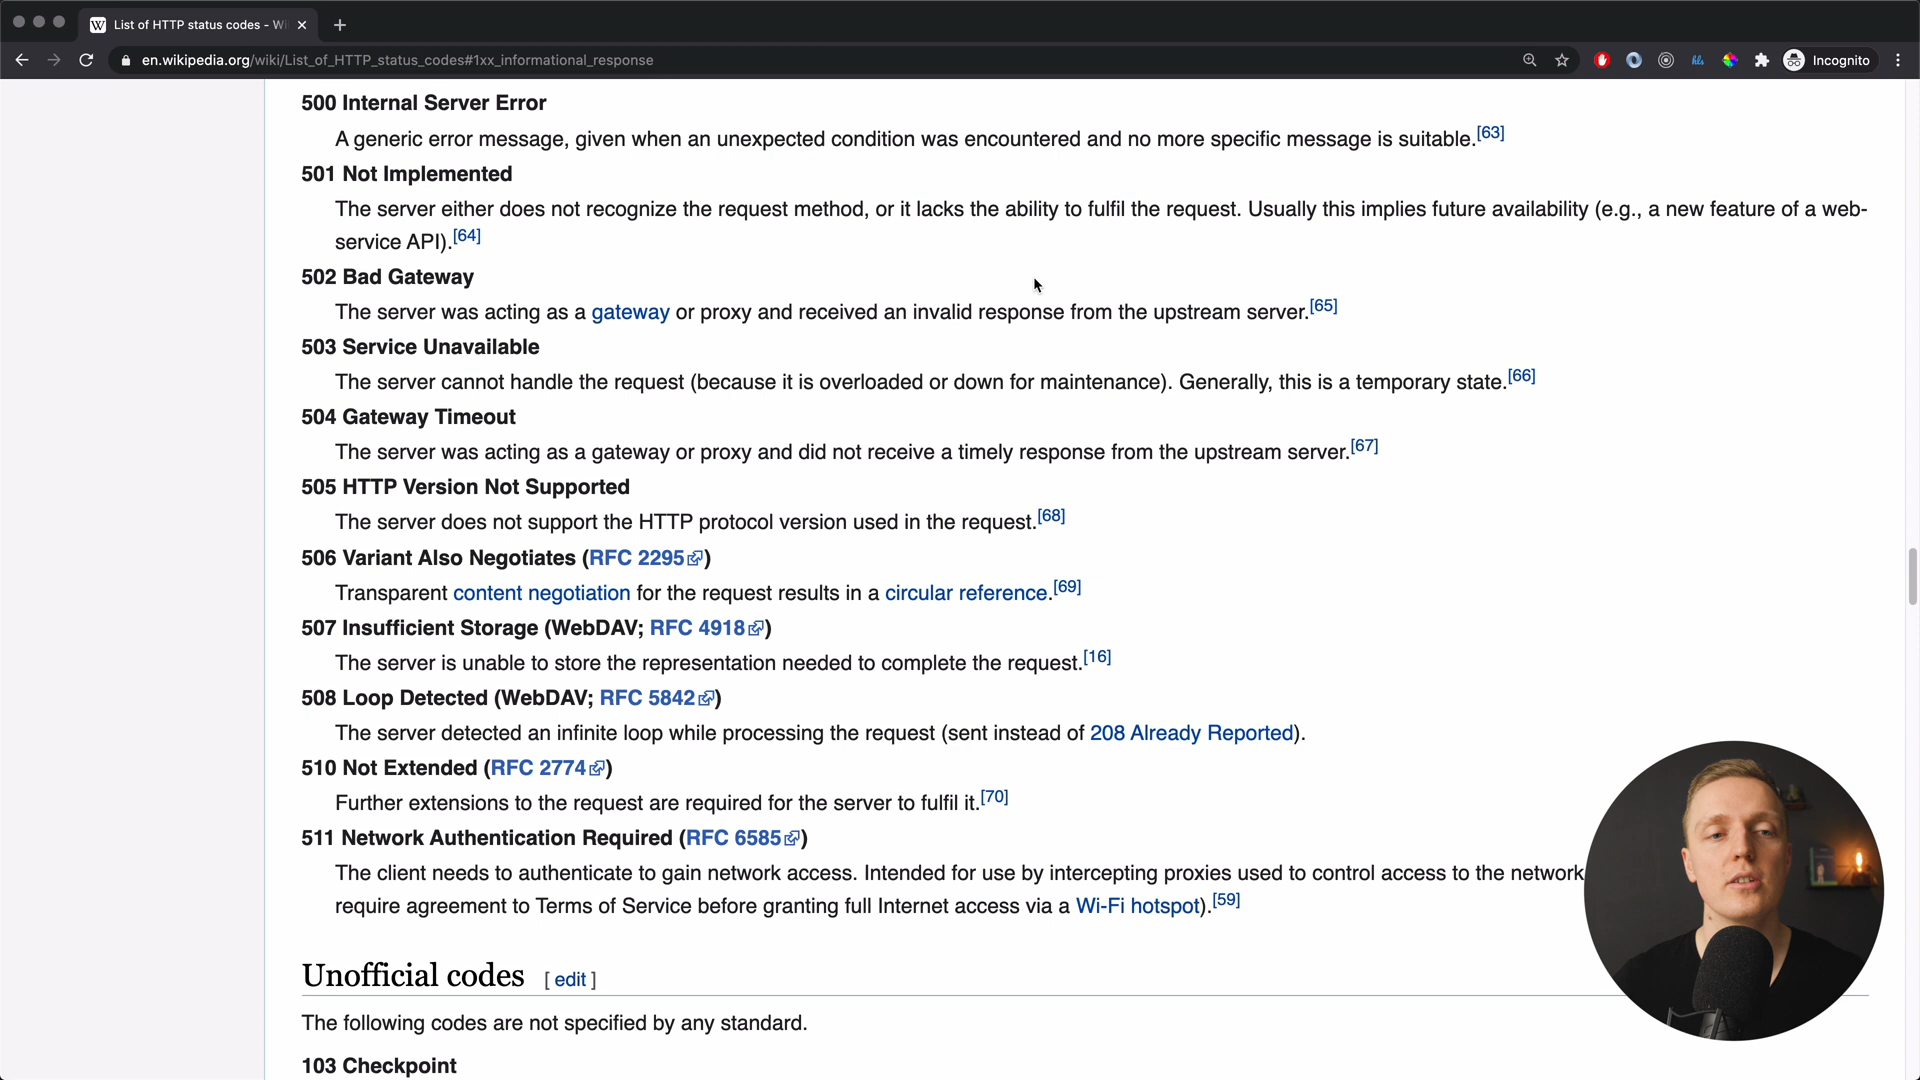 List of HTTP status codes - Wi
en.wikipedia.org/wiki/List_of_HTTP_status_codes#1xx_informational_response
hls
Incognito
500 Internal Server Error
A generic error message, given when an unexpected condition was encountered and no more specific message is suitable.[63]
501 Not Implemented
The server either does not recognize the request method, or it lacks the ability to fulfil the request. Usually this implies future availability (e.g., a new feature of a web-
service API).[64]
502 Bad Gateway
The server was acting as a gateway or proxy and received an invalid response from the upstream server.[65]
503 Service Unavailable
The server cannot handle the request (because it is overloaded or down for maintenance). Generally, this is a temporary state.[66]
504 Gateway Timeout
The server was acting as a gateway or proxy and did not receive a timely response from the upstream server.[67]
505 HTTP Version Not Supported
The server does not support the HTTP protocol version used in the request.[68]
506 Variant Also Negotiates (RFC 2295)
Transparent content negotiation for the request results in a circular reference.[69]
507 Insufficient Storage (WebDAV; RFC 4918)
The server is unable to store the representation needed to complete the request.[16]
508 Loop Detected (WebDAV; RFC 5842)
The server detected an infinite loop while processing the request (sent instead of 208 Already Reported).
510 Not Extended (RFC 2774)
Further extensions to the request are required for the server to fulfil it.[70]
511 Network Authentication Required (RFC 6585)
The client needs to authenticate to gain network access. Intended for use by intercepting proxies used to control access to the network
require agreement to Terms of Service before granting full Internet access via a Wi-Fi hotspot).[59]
Unofficial codes [ edit ]
The following codes are not specified by any standard.
103 Checkpoint